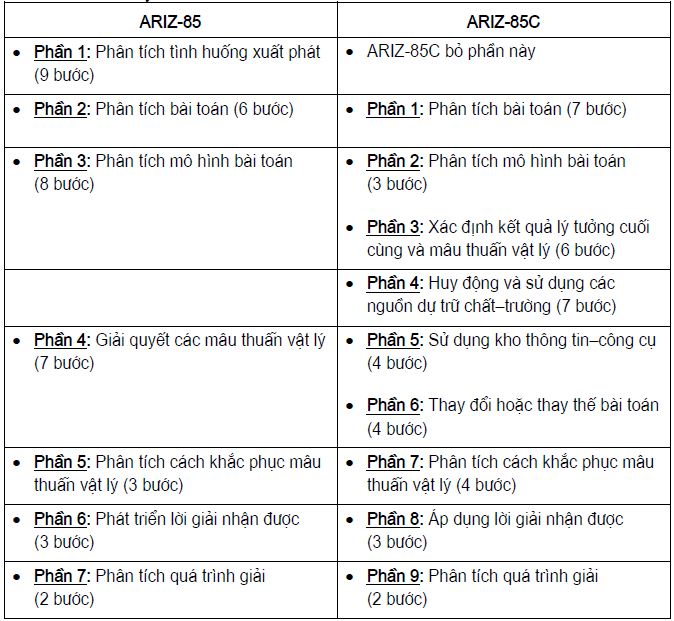 ARIZ-85
ARIZ-85C
• Phần 1: Phân tích tình huống xuất phát
(9 bước)
• ARIZ-85C bỏ phần này
• Phần 2: Phân tích bài toán (6 bước)
• Phần 1: Phân tích bài toán (7 bước)
• Phần 3: Phân tích mô hình bài toán
(8 bước)
• Phần 2: Phân tích mô hình bài toán
(3 bước)
• Phần 3: Xác định kết quả lý tưởng cuối
cùng và mâu thuẫn vật lý (6 bước)
• Phần 4: Huy động và sử dụng các
nguồn dự trữ chất–trường (7 bước)
• Phần 4: Giải quyết các mâu thuẫn vật lý
(7 bước)
• Phần 5: Sử dụng kho thông tin–công cụ
(4 bước)
• Phần 6: Thay đổi hoặc thay thế bài toán
(4 bước)
• Phần 5: Phân tích cách khắc phục mâu
thuẫn vật lý (3 bước)
• Phần 7: Phân tích cách khắc phục mâu
thuẫn vật lý (4 bước)
• Phần 6: Phát triển lời giải nhận được
(3 bước)
• Phần 8: Áp dụng lời giải nhận được
(3 bước)
• Phần 7: Phân tích quá trình giải
(2 bước)
• Phần 9: Phân tích quá trình giải
(2 bước)